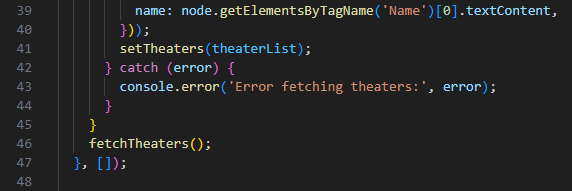 39 name: node.getElementsByTagName('Name')[0].textContent,
40 }));
41 setTheaters(theaterList);
42 } catch (error) {
43 console.error('Error fetching theaters:', error);
44 }
45 }
46 fetchTheaters();
47 }, []);
48